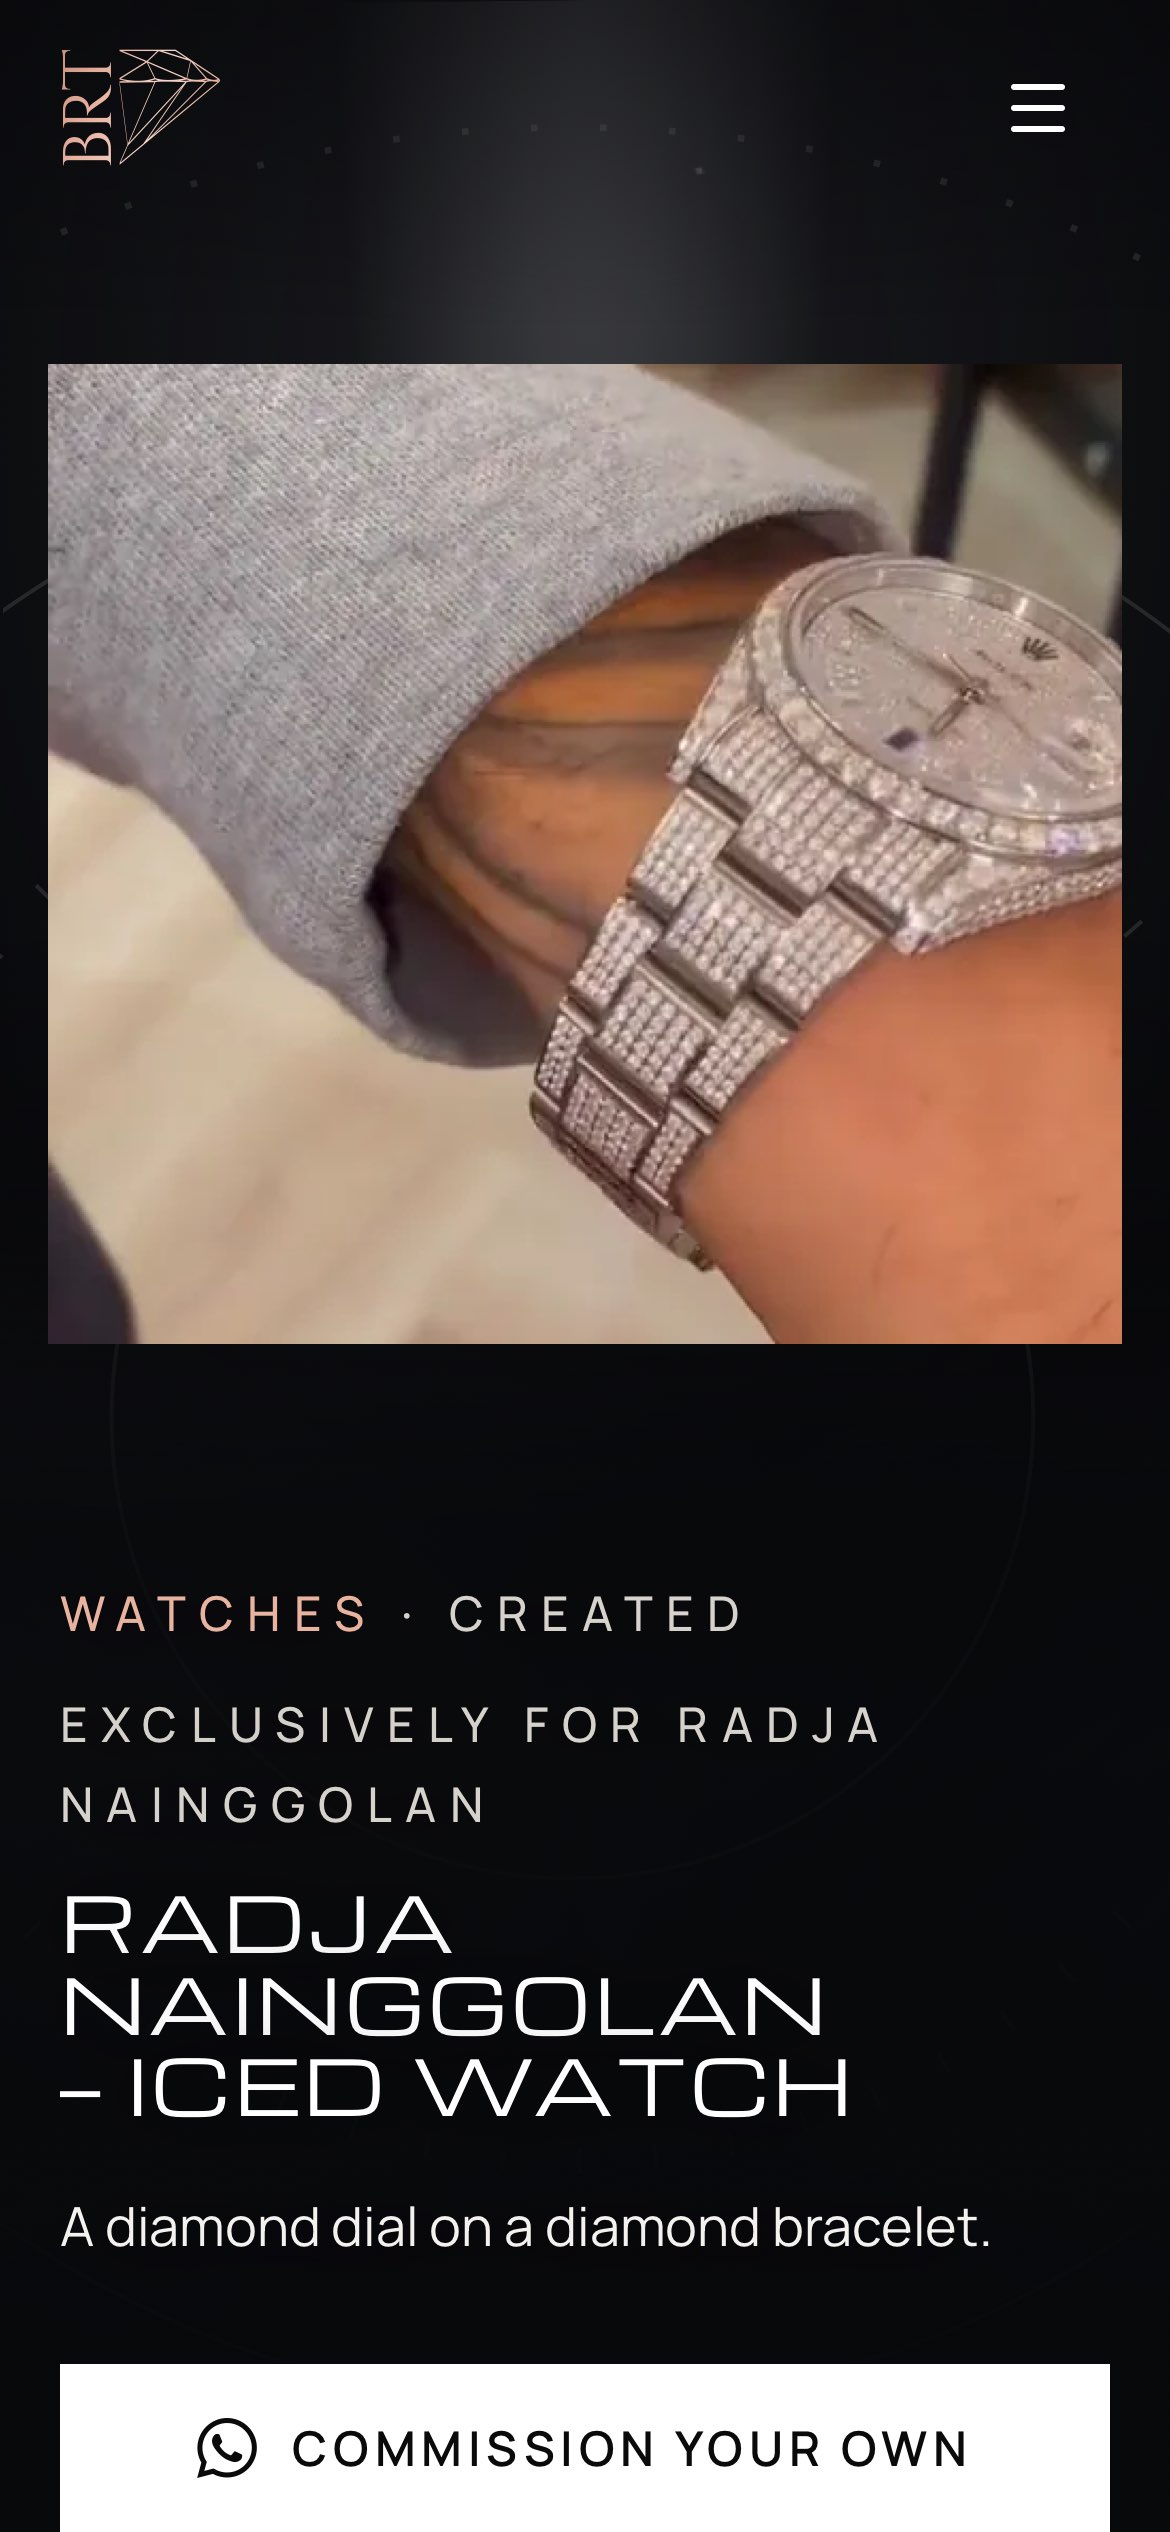 BRT
WATCHES · CREATED
EXCLUSIVELY FOR RADJA
NAINGGOLAN
RADJA
NAINGGOLAN
– ICED WATCH
A diamond dial on a diamond bracelet.
COMMISSION YOUR OWN